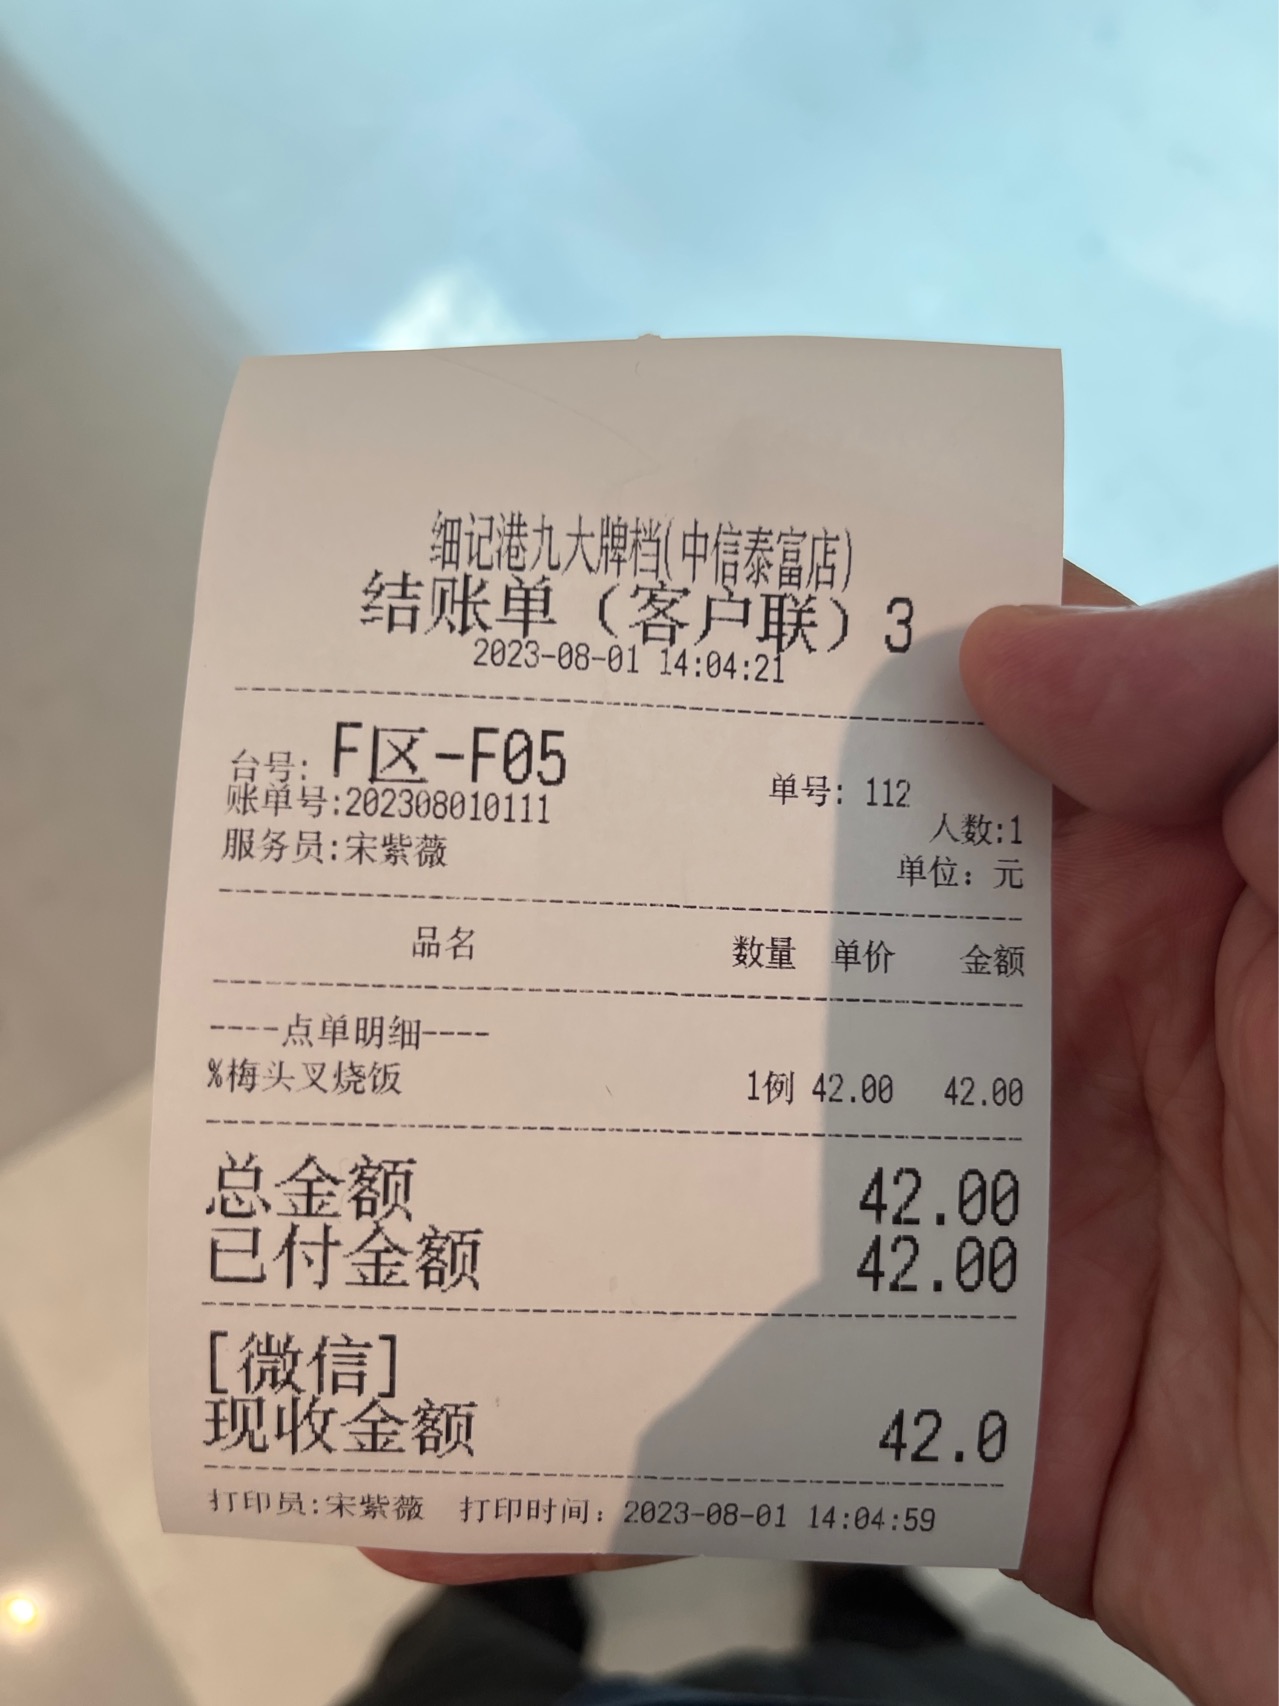 细记港九大牌档(中信泰富店)
结账单（客户联）3
2023-08-01 14:04:21
台号: F区-F05 单号: 112
账单号:202308010111 人数:1
服务员:宋紫薇 单位：元
品名 数量 单价 金额
----点单明细----
%梅头叉烧饭 1例 42.00 42.00
总金额 42.00
已付金额 42.00
[微信]
现收金额 42.0
打印员:宋紫薇 打印时间：2023-08-01 14:04:59